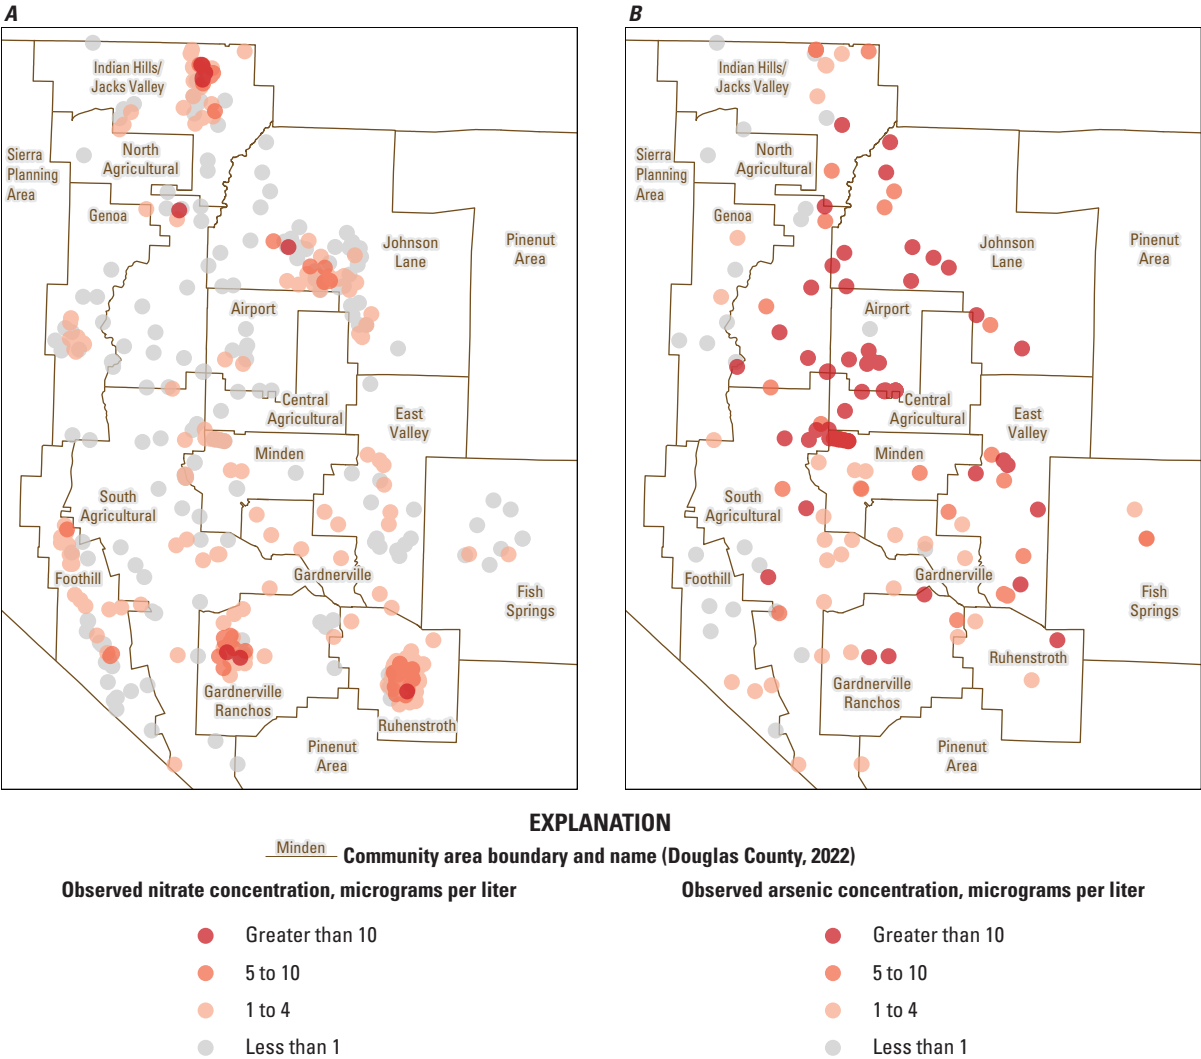 A
Indian Hills/
Jacks Valley
North
Agricultural
Sierra
Planning
Area
Genoa
Johnson
Lane
Pinenut
Area
Airport
Central
Agricultural
East
Valley
Minden
South
Agricultural
Foothill
Gardnerville
Fish
Springs
Gardnerville
Ranchos
Ruhenstroth
Pinenut
Area
B
Indian Hills/
Jacks Valley
North
Agricultural
Sierra
Planning
Area
Genoa
Johnson
Lane
Pinenut
Area
Airport
Central
Agricultural
East
Valley
Minden
South
Agricultural
Foothill
Gardnerville
Fish
Springs
Ruhenstroth
Gardnerville
Ranchos
Pinenut
Area
EXPLANATION
Minden Community area boundary and name (Douglas County, 2022)
Observed nitrate concentration, micrograms per liter
Greater than 10
5 to 10
1 to 4
Less than 1
Observed arsenic concentration, micrograms per liter
Greater than 10
5 to 10
1 to 4
Less than 1